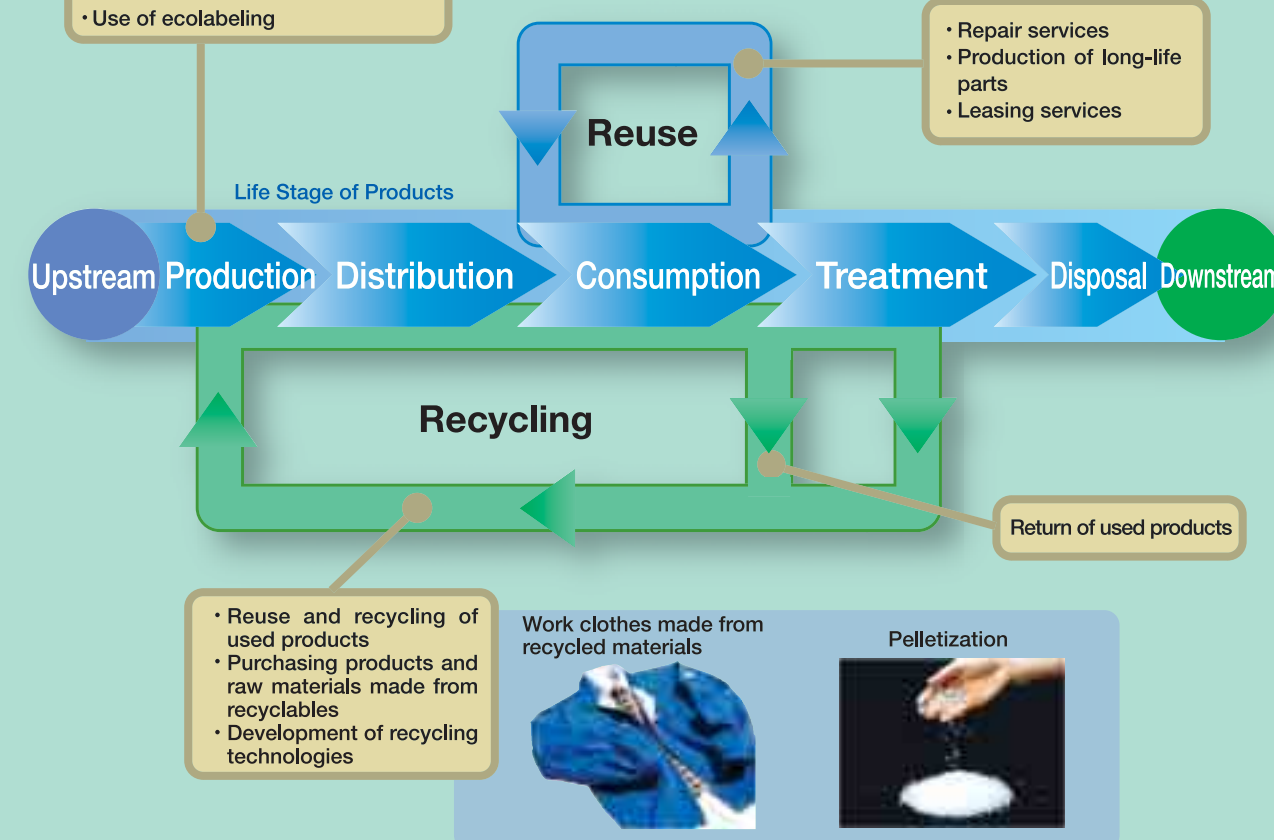 ・Use of ecolabeling
・Repair services
・Production of long-life
parts
・Leasing services
Reuse
Life Stage of Products
Upstream Production Distribution Consumption Treatment Disposal Downstream
Recycling
Return of used products
・Reuse and recycling of
used products
・Purchasing products and
raw materials made from
recyclables
・Development of recycling
technologies
Work clothes made from
recycled materials
Pelletization